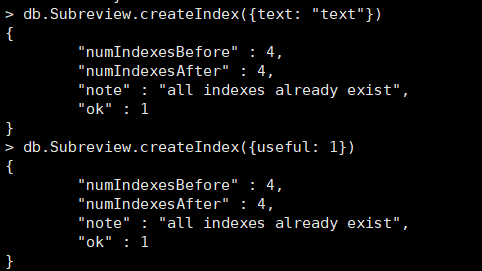 > db.Subreview.createIndex({text: "text"})
{
        "numIndexesBefore" : 4,
        "numIndexesAfter" : 4,
        "note" : "all indexes already exist",
        "ok" : 1
}
> db.Subreview.createIndex({useful: 1})
{
        "numIndexesBefore" : 4,
        "numIndexesAfter" : 4,
        "note" : "all indexes already exist",
        "ok" : 1
}